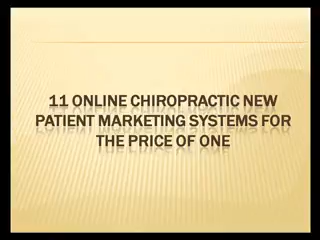 11 ONLINE CHIROPRACTIC NEW
PATIENT MARKETING SYSTEMS FOR
THE PRICE OF ONE